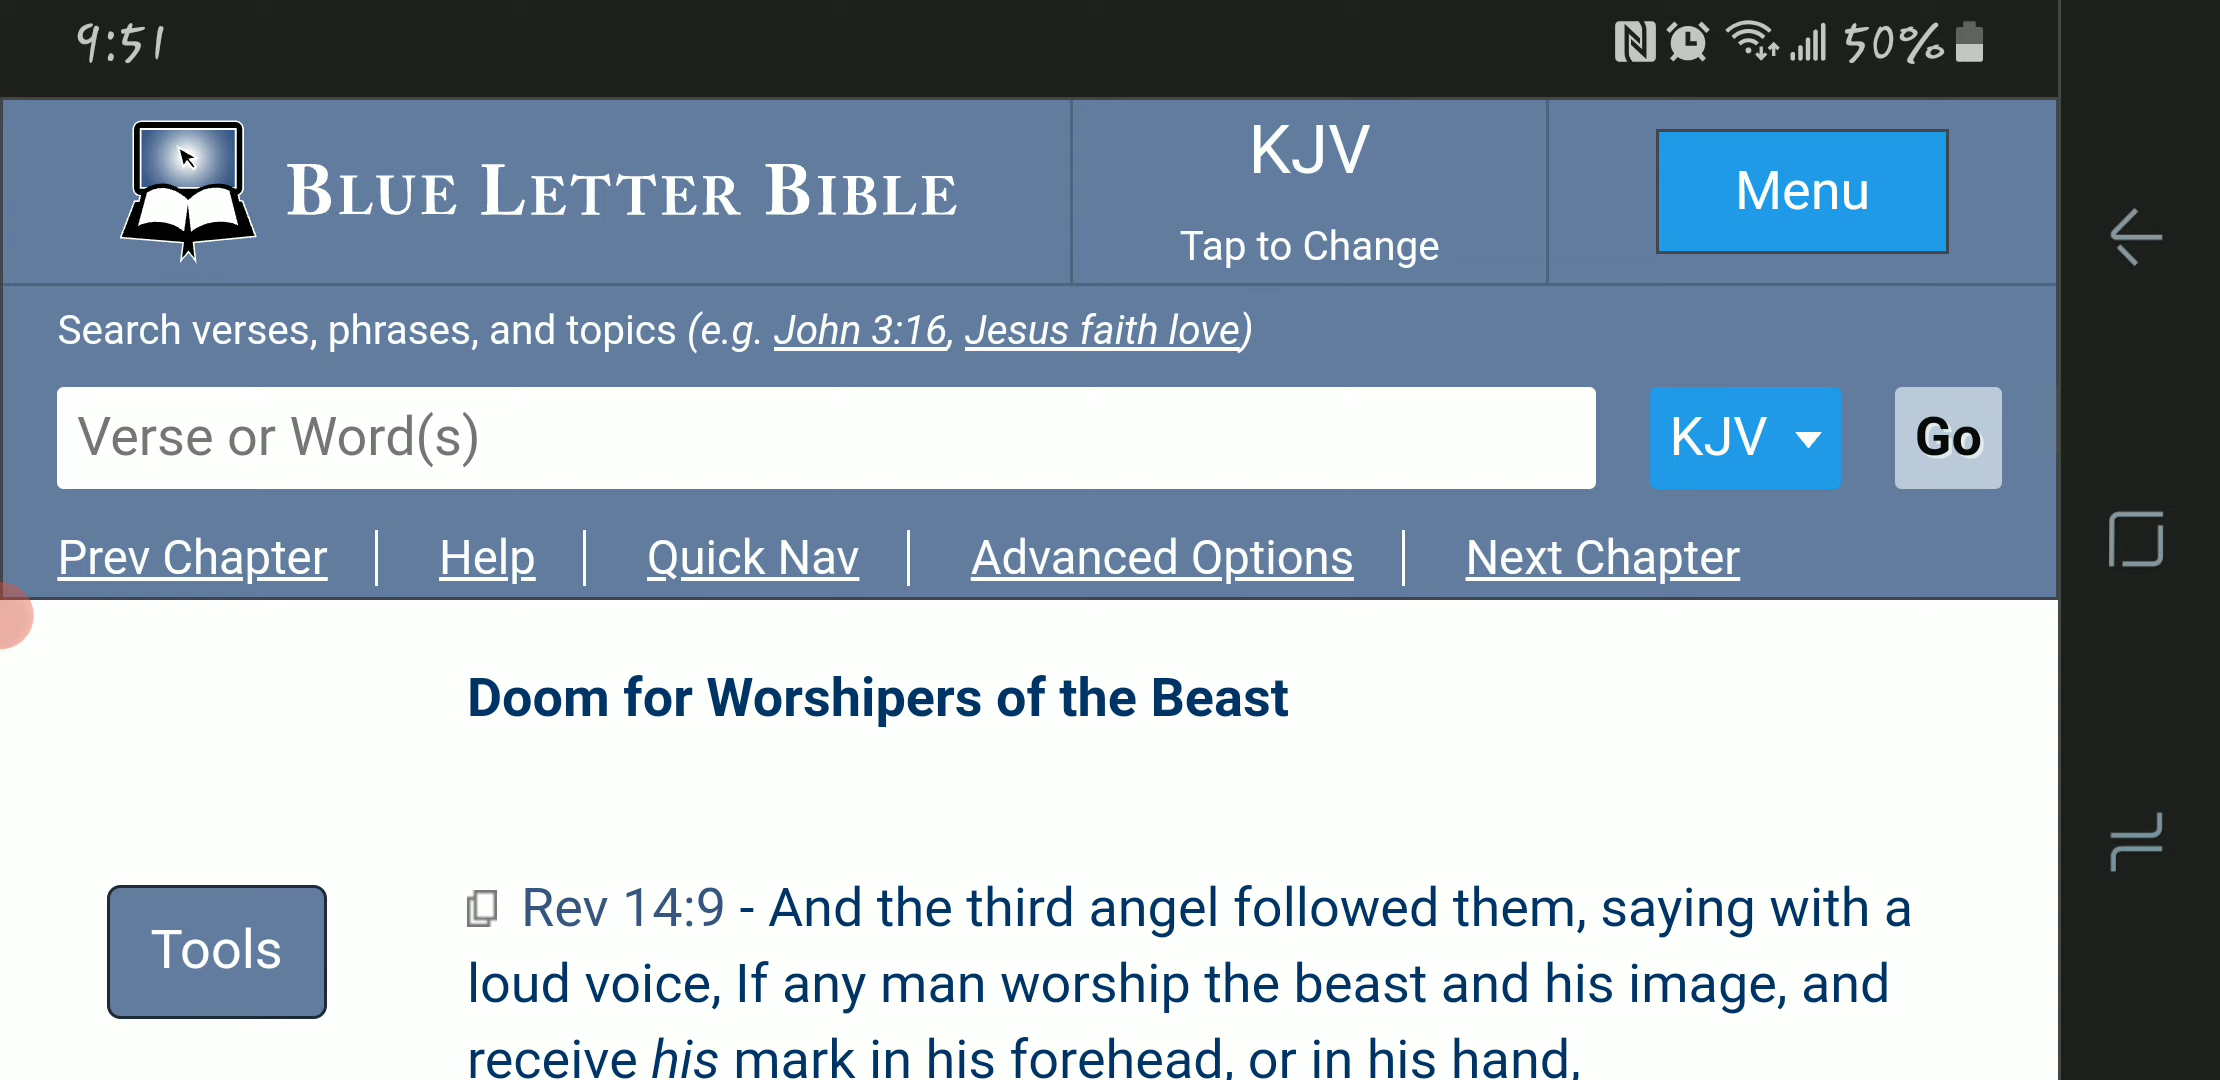 9:51 50%
BLUE LETTER BIBLE
KJV
Tap to Change
Menu
Search verses, phrases, and topics (e.g. John 3:16, Jesus faith love)
Verse or Word(s)
KJV
Go
Prev Chapter | Help | Quick Nav | Advanced Options | Next Chapter
Doom for Worshipers of the Beast
Tools
Rev 14:9 - And the third angel followed them, saying with a
loud voice, If any man worship the beast and his image, and
receive his mark in his forehead, or in his hand,